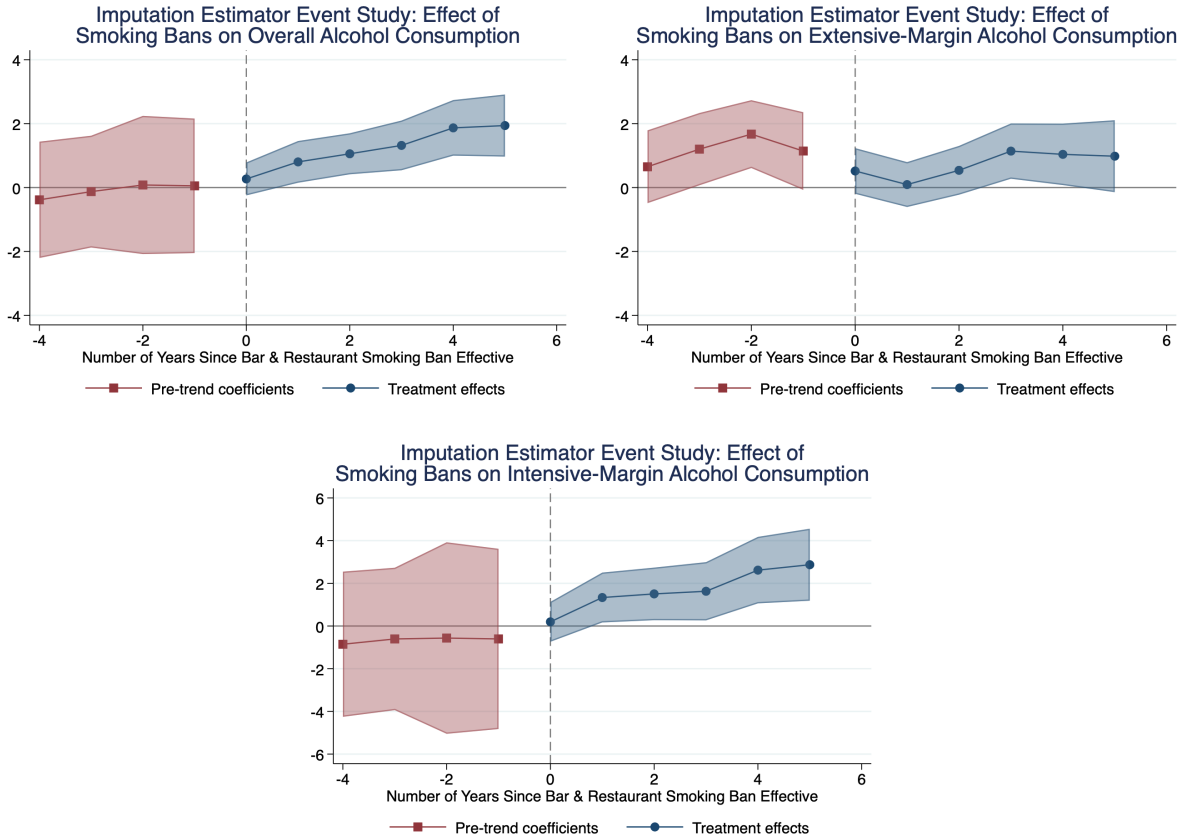 Imputation Estimator Event Study: Effect of
Smoking Bans on Overall Alcohol Consumption
4
2
0
-2
-4
-4
-2
0
2
4
6
Number of Years Since Bar & Restaurant Smoking Ban Effective
Pre-trend coefficients
Treatment effects
Imputation Estimator Event Study: Effect of
Smoking Bans on Extensive-Margin Alcohol Consumption
4
2
0
-2
-4
-4
-2
0
2
4
6
Number of Years Since Bar & Restaurant Smoking Ban Effective
Pre-trend coefficients
Treatment effects
Imputation Estimator Event Study: Effect of
Smoking Bans on Intensive-Margin Alcohol Consumption
6
4
2
0
-2
-4
-6
-4
-2
0
2
4
6
Number of Years Since Bar & Restaurant Smoking Ban Effective
Pre-trend coefficients
Treatment effects